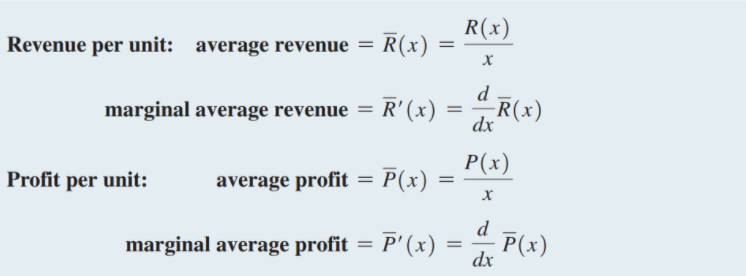 Revenue per unit: average revenue = R̅(x) = R(x)/x
marginal average revenue = R̅′(x) = d/dx R̅(x)
Profit per unit: average profit = P̅(x) = P(x)/x
marginal average profit = P̅′(x) = d/dx P̅(x)